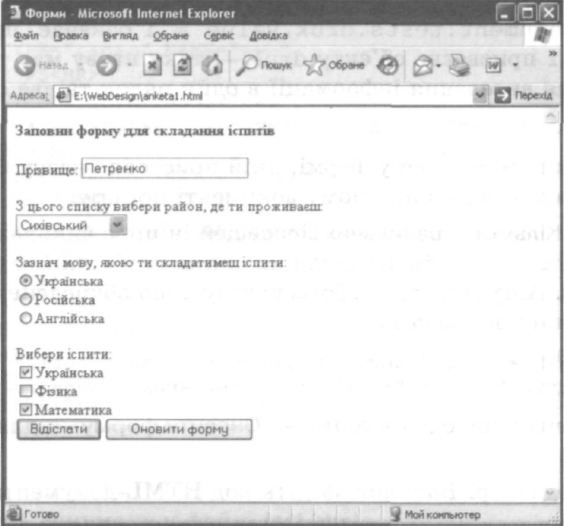 Форми - Microsoft Internet Explorer
Файл Правка Вигляд Обране Сервіс Довідка
Назад Пошук Обране
Адреса: E:\WebDesign\anketa1.html Перехід
Заповни форму для складання іспитів
Прізвище: Петренко
З цього списку вибери район, де ти проживаєш:
Сихівський
Зазнач мову, якою ти складатимеш іспити:
Українська
Російська
Англійська
Вибери іспити:
Українська
Фізика
Математика
Відіслати Оновити форму
Готово Мой компьютер